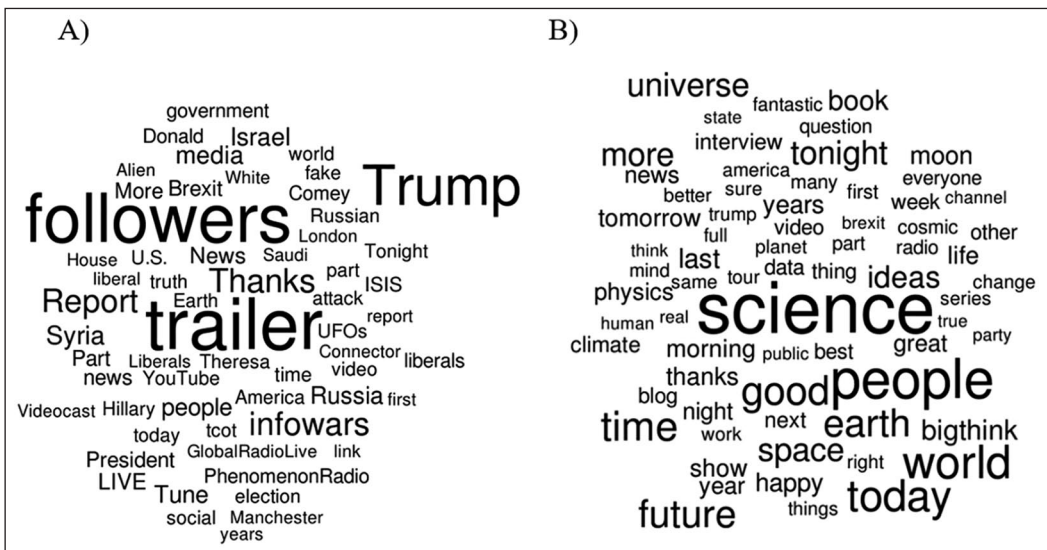 A)
government
Donald Israel
media world
Alien White fake
More Brexit Comey Trump
followers Russian
London
House U.S. News Saudi Tonight
liberal truth Thanks part ISIS
Report Earth attack
trailer report
Syria UFOs
Part Liberals Theresa Connector liberals
news YouTube time video
Videocast Hillary people America Russia first
today tcot infowars
President GlobalRadioLive link
LIVE PhenomenonRadio
Tune election
social Manchester
years
B)
universe fantastic book
state question
more interview tonight moon
news america everyone
better sure many first week channel
tomorrow trump years
full video brexit cosmic other
think last planet part radio life
mind same tour data thing ideas change
physics science series
human real true party
climate morning public best great
thanks good people
blog night
time work next earth bigthink
show space right world
year happy today
future things